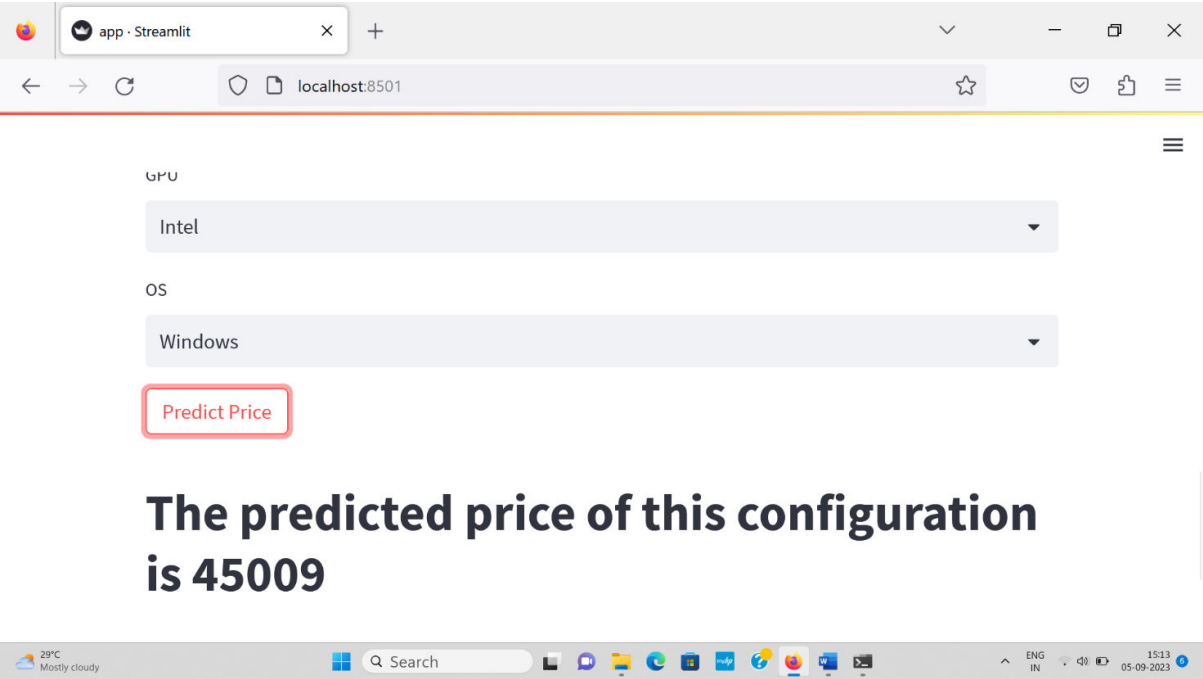 app · Streamlit
localhost:8501
GPU
Intel
OS
Windows
Predict Price
The predicted price of this configuration
is 45009
29°C
Mostly cloudy
Search
ENG
IN
15:13
05-09-2023
6